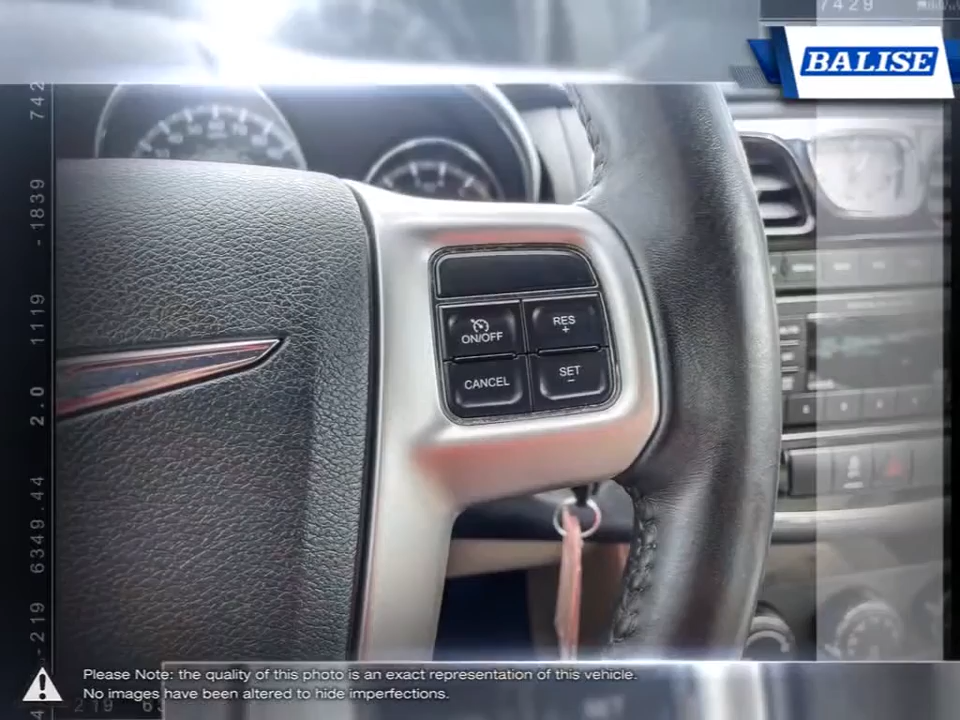 7429
BALISE
742
- 1839
1119
2.0
6349.44
- 219
ON/OFF
RES
+
CANCEL
SET
-
Please Note: the quality of this photo is an exact representation of this vehicle.
No images have been altered to hide imperfections.
219